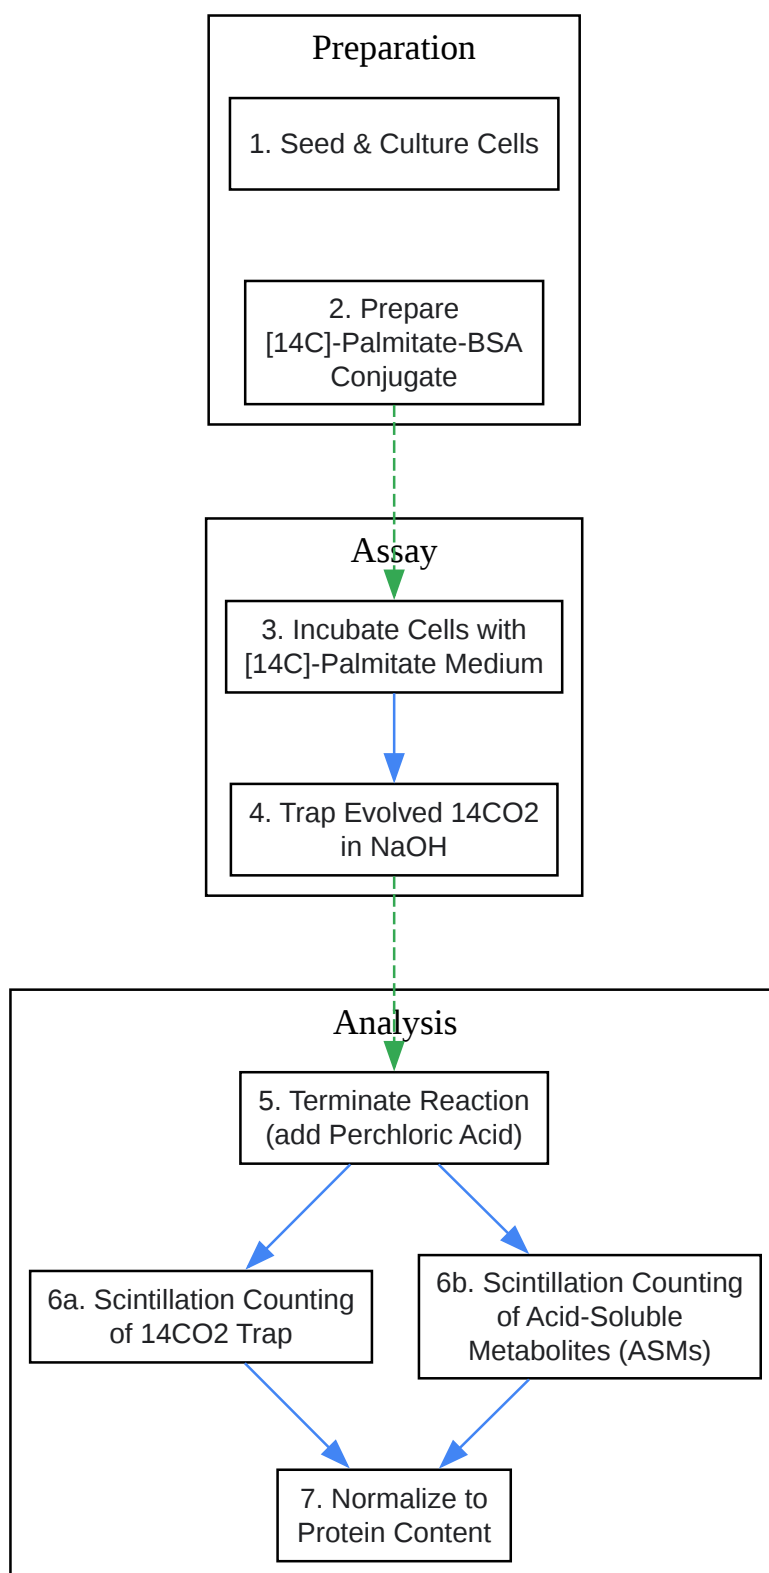 Preparation
1. Seed & Culture Cells
2. Prepare
[14C]-Palmitate-BSA
Conjugate
Assay
3. Incubate Cells with
[14C]-Palmitate Medium
4. Trap Evolved 14CO2
in NaOH
Analysis
5. Terminate Reaction
(add Perchloric Acid)
6a. Scintillation Counting
of 14CO2 Trap
6b. Scintillation Counting
of Acid-Soluble
Metabolites (ASMs)
7. Normalize to
Protein Content